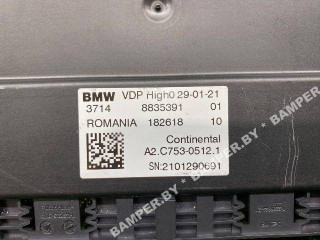 BMW VDP High0 29-01-21
3714 8835391 01
ROMANIA 182618 10
Continental
A2.C753-0512.1
SN:2101290691
BAMPER.BY * BAMPER.BY * BAMPER.BY